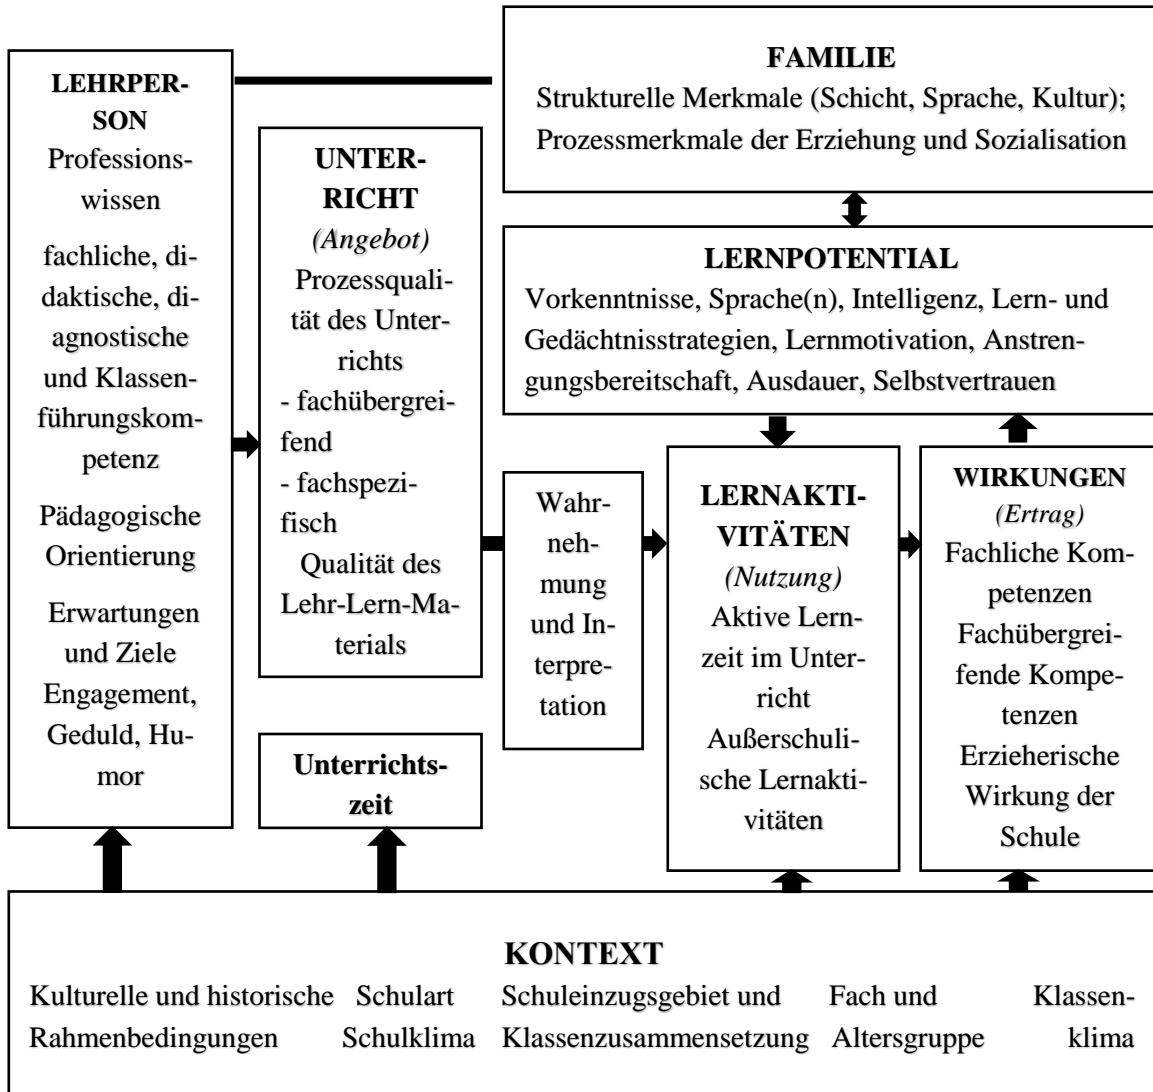 LEHRPER-
SON
Professions-
wissen
fachliche, di-
daktische, di-
agnostische
und Klassen-
führungskom-
petenz
Pädagogische
Orientierung
Erwartungen
und Ziele
Engagement,
Geduld, Hu-
mor
UNTER-
RICHT
(Angebot)
Prozessquali-
tät des Unter-
richts
- fachübergrei-
fend
- fachspezi-
fisch
Qualität des
Lehr-Lern-Ma-
terials
Unterrichts-
zeit
FAMILIE
Strukturelle Merkmale (Schicht, Sprache, Kultur);
Prozessmerkmale der Erziehung und Sozialisation
LERNPOTENTIAL
Vorkenntnisse, Sprache(n), Intelligenz, Lern- und
Gedächtnisstrategien, Lernmotivation, Anstren-
gungsbereitschaft, Ausdauer, Selbstvertrauen
Wahr-
neh-
mung
und In-
terpre-
tation
LERNAKTI-
VITÄTEN
(Nutzung)
Aktive Lern-
zeit im Unter-
richt
Außerschuli-
sche Lernakti-
vitäten
WIRKUNGEN
(Ertrag)
Fachliche Kom-
petenzen
Fachübergrei-
fende Kompe-
tenzen
Erzieherische
Wirkung der
Schule
KONTEXT
Kulturelle und historische Schulart Schuleinzugsgebiet und Fach und Klassen-
Rahmenbedingungen Schulklima Klassenzusammensetzung Altersgruppe klima